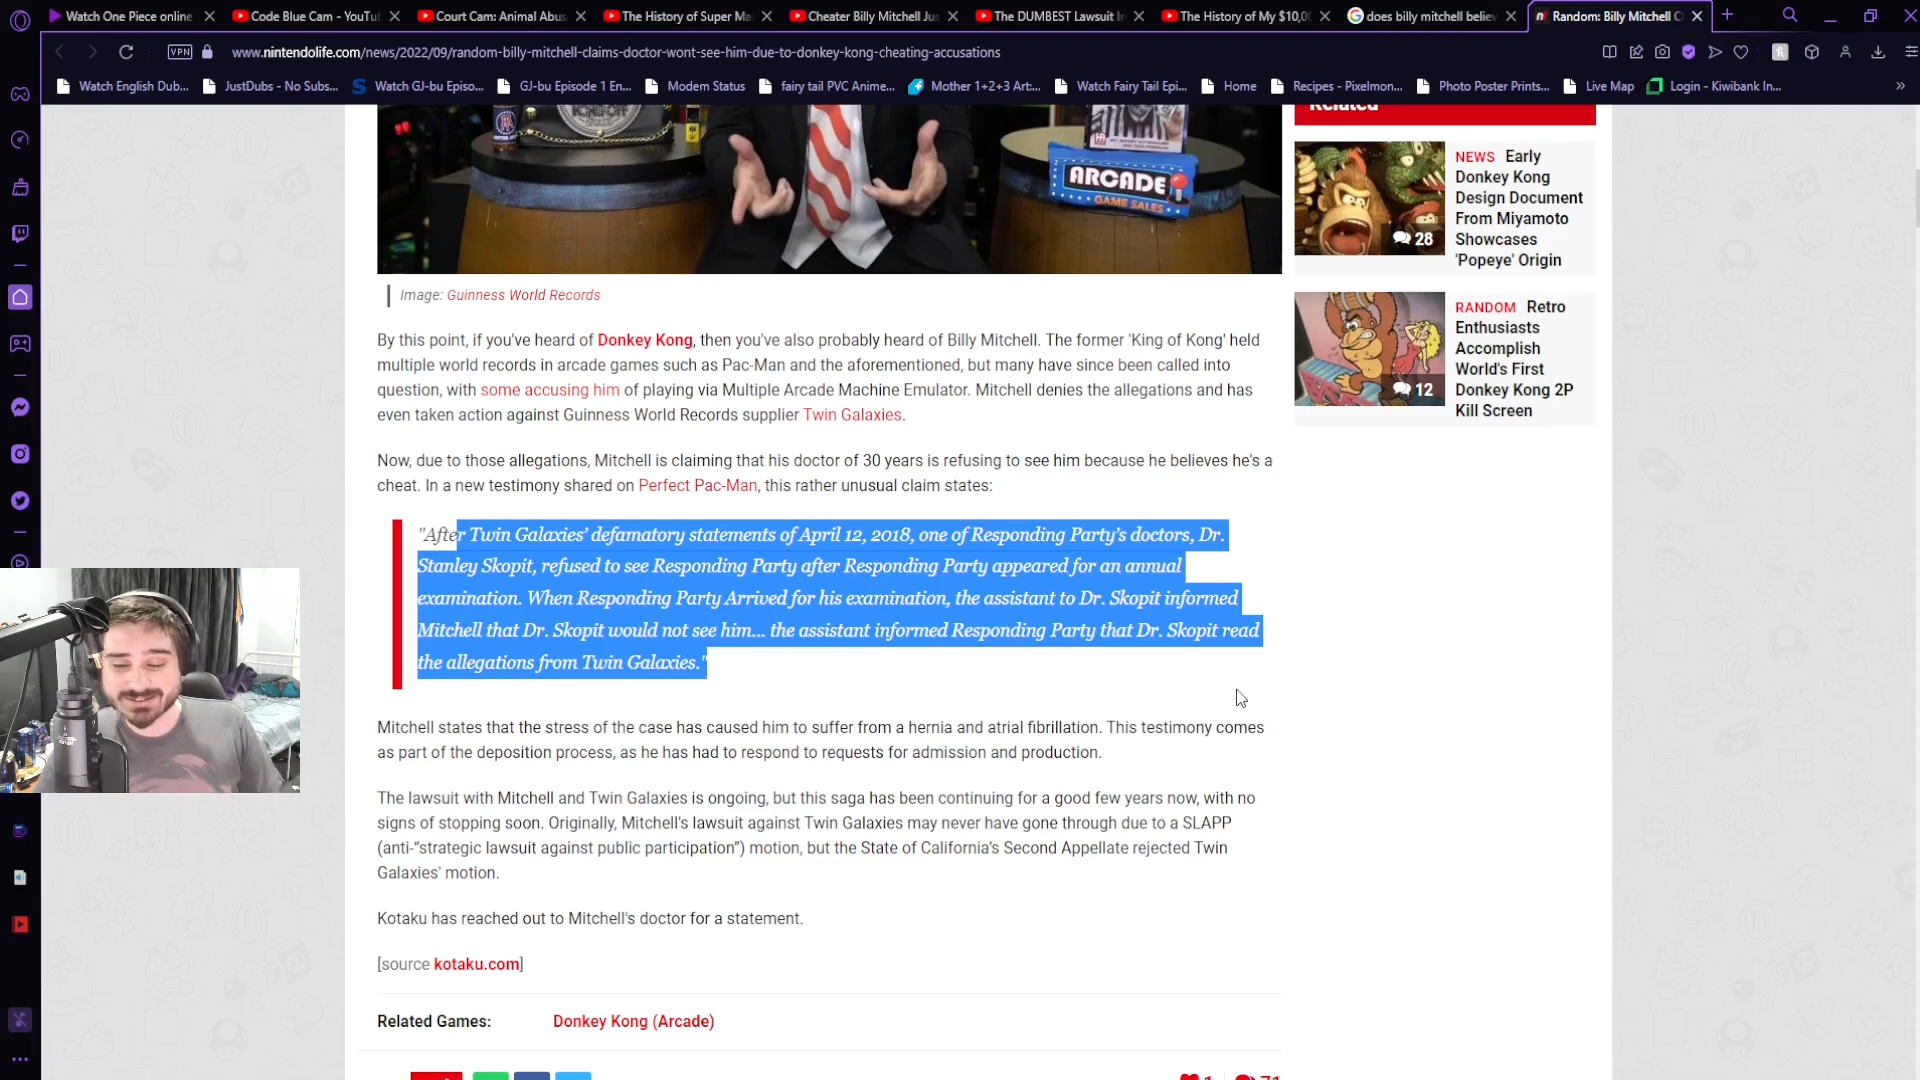 Watch One Piece online
Code Blue Cam - YouTu
Court Cam: Animal Abus
The History of Super Ma
Cheater Billy Mitchell Jus
The DUMBEST Lawsuit In
The History of My $10,0
does billy mitchell believ
Random: Billy Mitchell C
VPN
www.nintendolife.com/news/2022/09/random-billy-mitchell-claims-doctor-wont-see-him-due-to-donkey-kong-cheating-accusations
Watch English Dub...
JustDubs - No Subs...
Watch GJ-bu Episo...
GJ-bu Episode 1 En...
Modem Status
fairy tail PVC Anime...
Mother 1+2+3 Art:...
Watch Fairy Tail Epi...
Home
Recipes - Pixelmon...
Photo Poster Prints...
Live Map
Login - Kiwibank In...
Related
ARCADE
GAME SALES
NEWS Early
Donkey Kong
Design Document
From Miyamoto
Showcases
'Popeye' Origin
28
RANDOM Retro
Enthusiasts
Accomplish
World's First
Donkey Kong 2P
Kill Screen
12
Image: Guinness World Records
By this point, if you've heard of Donkey Kong, then you've also probably heard of Billy Mitchell. The former 'King of Kong' held
multiple world records in arcade games such as Pac-Man and the aforementioned, but many have since been called into
question, with some accusing him of playing via Multiple Arcade Machine Emulator. Mitchell denies the allegations and has
even taken action against Guinness World Records supplier Twin Galaxies.
Now, due to those allegations, Mitchell is claiming that his doctor of 30 years is refusing to see him because he believes he's a
cheat. In a new testimony shared on Perfect Pac-Man, this rather unusual claim states:
"After Twin Galaxies’ defamatory statements of April 12, 2018, one of Responding Party’s doctors, Dr.
Stanley Skopit, refused to see Responding Party after Responding Party appeared for an annual
examination. When Responding Party Arrived for his examination, the assistant to Dr. Skopit informed
Mitchell that Dr. Skopit would not see him... the assistant informed Responding Party that Dr. Skopit read
the allegations from Twin Galaxies."
Mitchell states that the stress of the case has caused him to suffer from a hernia and atrial fibrillation. This testimony comes
as part of the deposition process, as he has had to respond to requests for admission and production.
The lawsuit with Mitchell and Twin Galaxies is ongoing, but this saga has been continuing for a good few years now, with no
signs of stopping soon. Originally, Mitchell's lawsuit against Twin Galaxies may never have gone through due to a SLAPP
(anti-“strategic lawsuit against public participation”) motion, but the State of California’s Second Appellate rejected Twin
Galaxies' motion.
Kotaku has reached out to Mitchell's doctor for a statement.
[source kotaku.com]
Related Games:
Donkey Kong (Arcade)